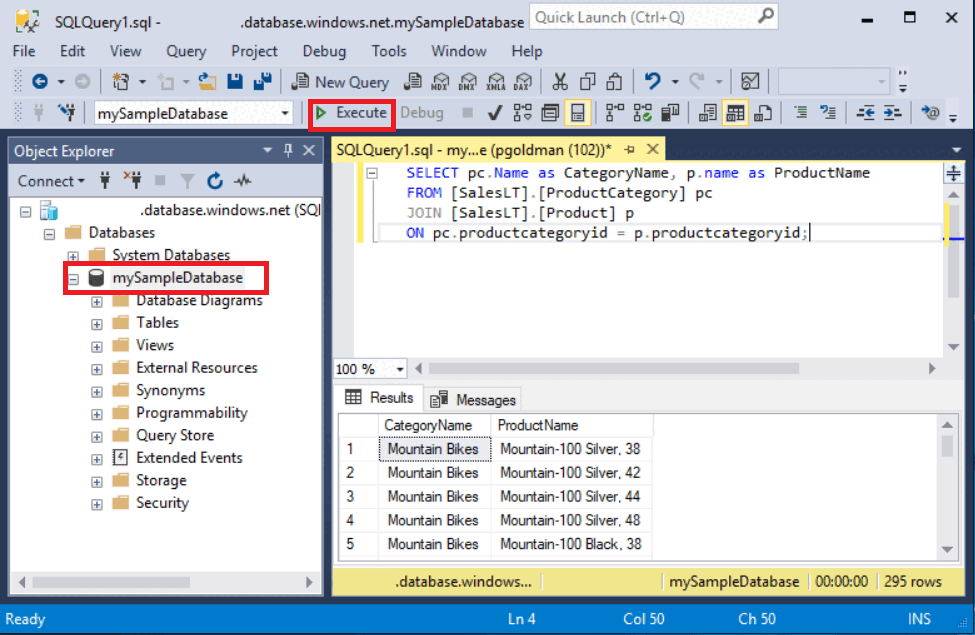 SQLQuery1.sql - .database.windows.net.mySampleDatabase Quick Launch (Ctrl+Q)
File Edit View Query Project Debug Tools Window Help
New Query MDX DMX XMLA DAX
mySampleDatabase Execute Debug
Object Explorer
Connect
.database.windows.net (SQl
Databases
System Databases
mySampleDatabase
Database Diagrams
Tables
Views
External Resources
Synonyms
Programmability
Query Store
Extended Events
Storage
Security
SQLQuery1.sql - my...e (pgoldman (102))*
SELECT pc.Name as CategoryName, p.name as ProductName
FROM [SalesLT].[ProductCategory] pc
JOIN [SalesLT].[Product] p
ON pc.productcategoryid = p.productcategoryid;
100 %
Results Messages
CategoryName ProductName
1 Mountain Bikes Mountain-100 Silver, 38
2 Mountain Bikes Mountain-100 Silver, 42
3 Mountain Bikes Mountain-100 Silver, 44
4 Mountain Bikes Mountain-100 Silver, 48
5 Mountain Bikes Mountain-100 Black, 38
.database.windows... mySampleDatabase 00:00:00 295 rows
Ready Ln 4 Col 50 Ch 50 INS